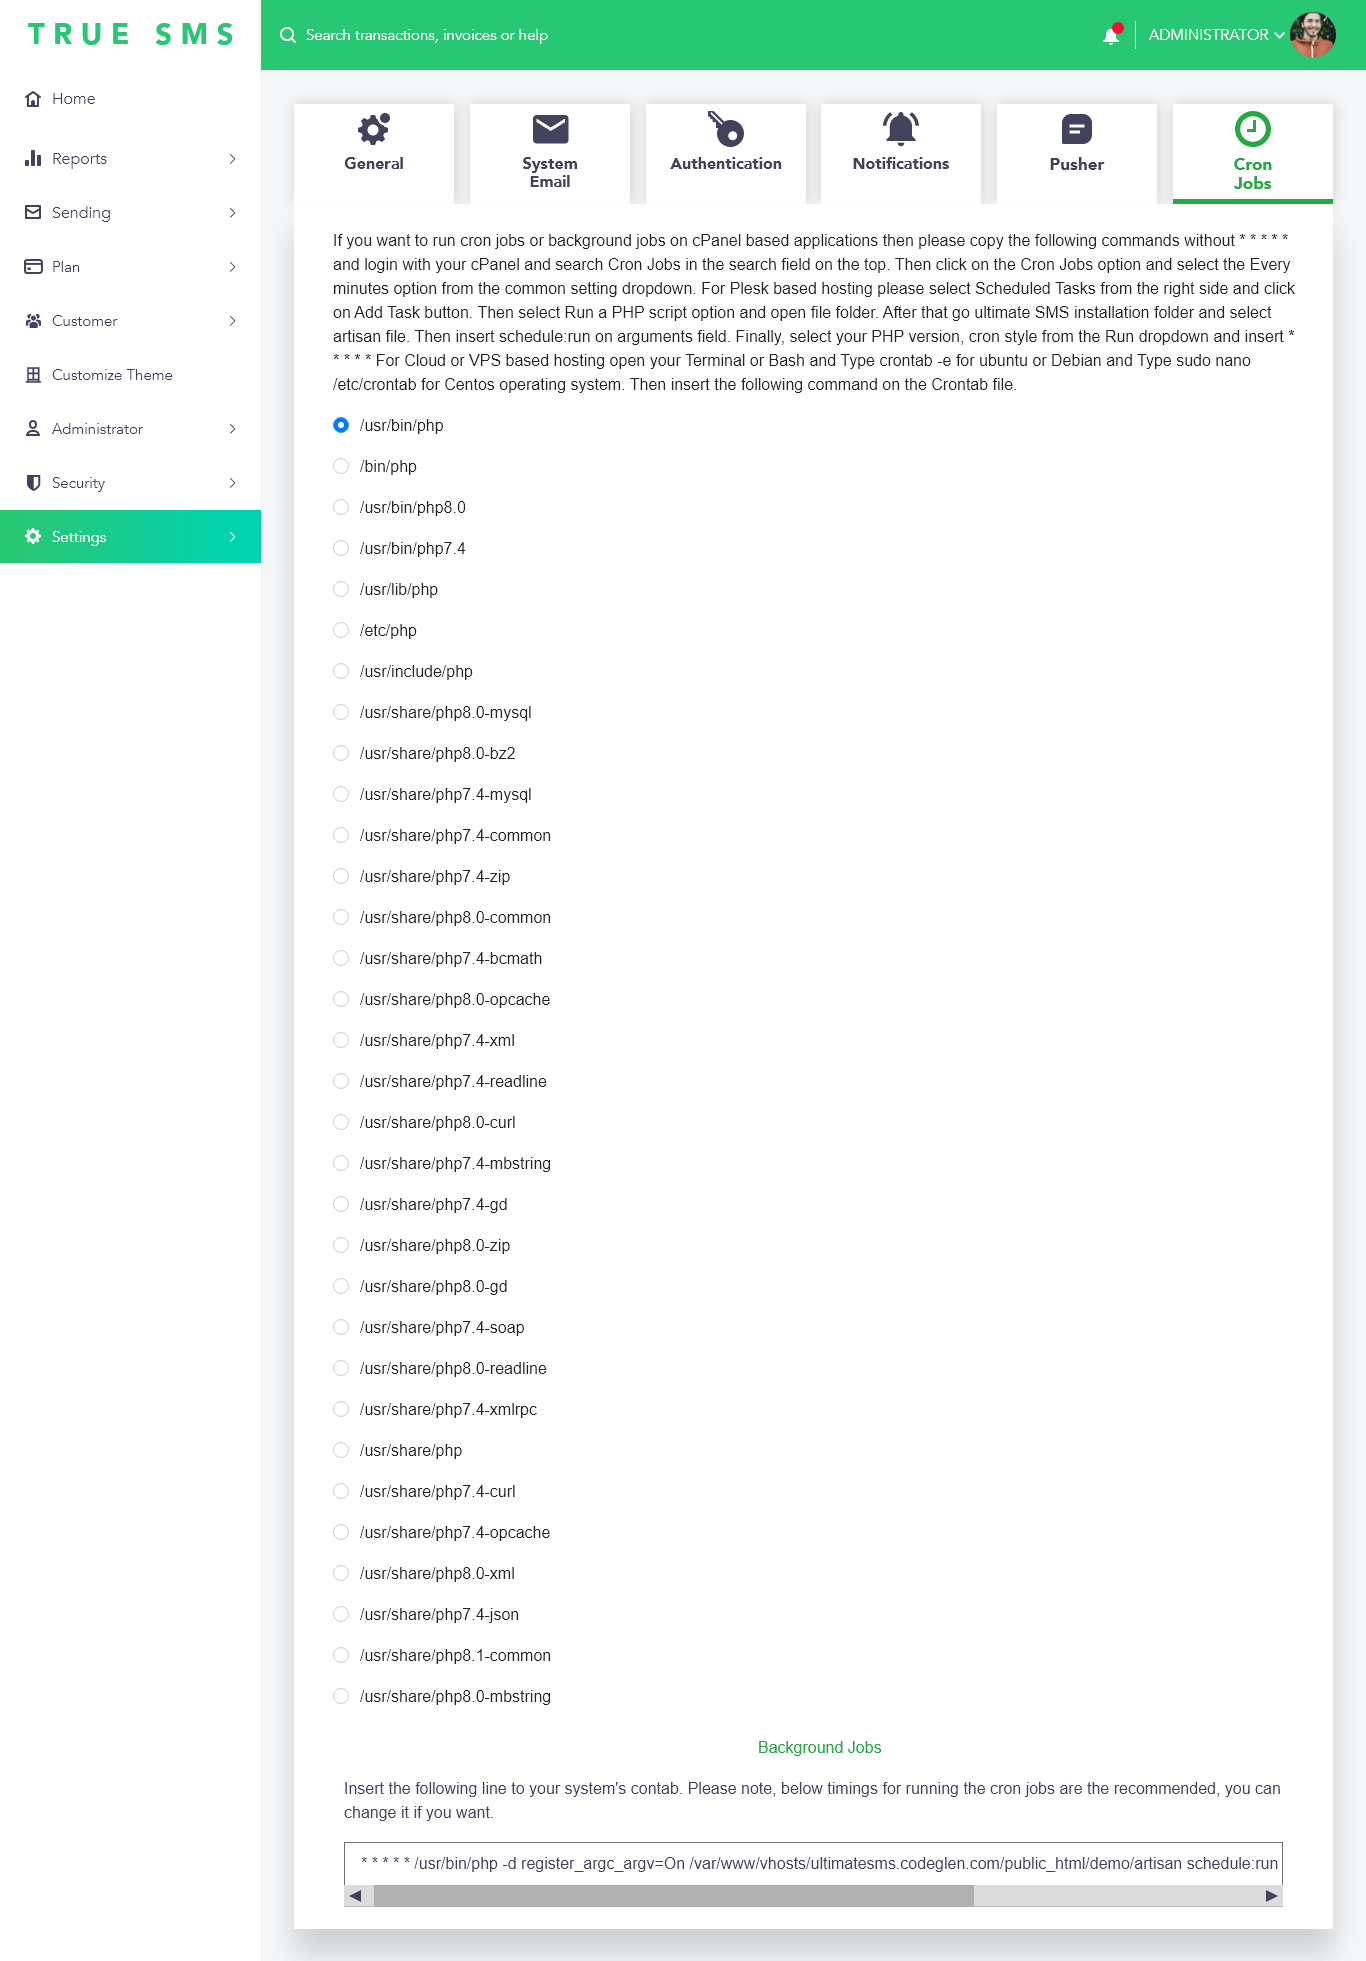 TRUE SMS
Search transactions, invoices or help
ADMINISTRATOR
Home
Reports
Sending
Plan
Customer
Customize Theme
Administrator
Security
Settings
General
System
Email
Authentication
Notifications
Pusher
Cron
Jobs
If you want to run cron jobs or background jobs on cPanel based applications then please copy the following commands without * * * * *
and login with your cPanel and search Cron Jobs in the search field on the top. Then click on the Cron Jobs option and select the Every
minutes option from the common setting dropdown. For Plesk based hosting please select Scheduled Tasks from the right side and click
on Add Task button. Then select Run a PHP script option and open file folder. After that go ultimate SMS installation folder and select
artisan file. Then insert schedule:run on arguments field. Finally, select your PHP version, cron style from the Run dropdown and insert *
* * * * For Cloud or VPS based hosting open your Terminal or Bash and Type crontab -e for ubuntu or Debian and Type sudo nano
/etc/crontab for Centos operating system. Then insert the following command on the Crontab file.
/usr/bin/php
/bin/php
/usr/bin/php8.0
/usr/bin/php7.4
/usr/lib/php
/etc/php
/usr/include/php
/usr/share/php8.0-mysql
/usr/share/php8.0-bz2
/usr/share/php7.4-mysql
/usr/share/php7.4-common
/usr/share/php7.4-zip
/usr/share/php8.0-common
/usr/share/php7.4-bcmath
/usr/share/php8.0-opcache
/usr/share/php7.4-xml
/usr/share/php7.4-readline
/usr/share/php8.0-curl
/usr/share/php7.4-mbstring
/usr/share/php7.4-gd
/usr/share/php8.0-zip
/usr/share/php8.0-gd
/usr/share/php7.4-soap
/usr/share/php8.0-readline
/usr/share/php7.4-xmlrpc
/usr/share/php
/usr/share/php7.4-curl
/usr/share/php7.4-opcache
/usr/share/php8.0-xml
/usr/share/php7.4-json
/usr/share/php8.1-common
/usr/share/php8.0-mbstring
Background Jobs
Insert the following line to your system's contab. Please note, below timings for running the cron jobs are the recommended, you can
change it if you want.
* * * * * /usr/bin/php -d register_argc_argv=On /var/www/vhosts/ultimatesms.codeglen.com/public_html/demo/artisan schedule:run